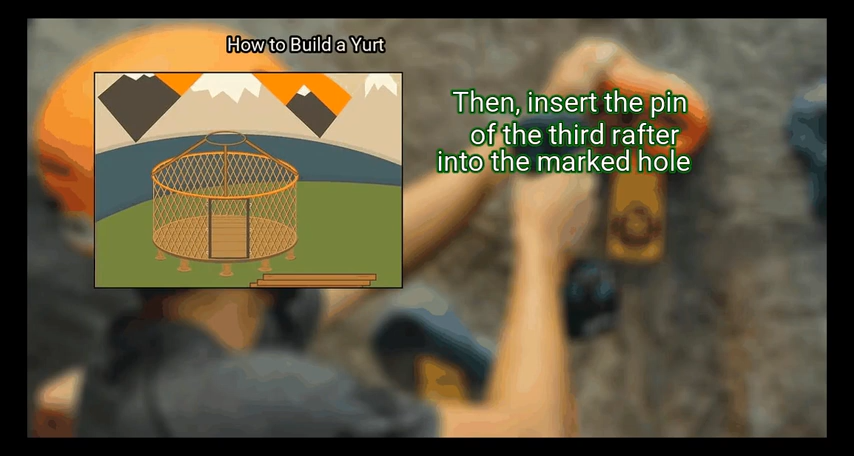 How to Build a Yurt
Then, insert the pin
of the third rafter
into the marked hole